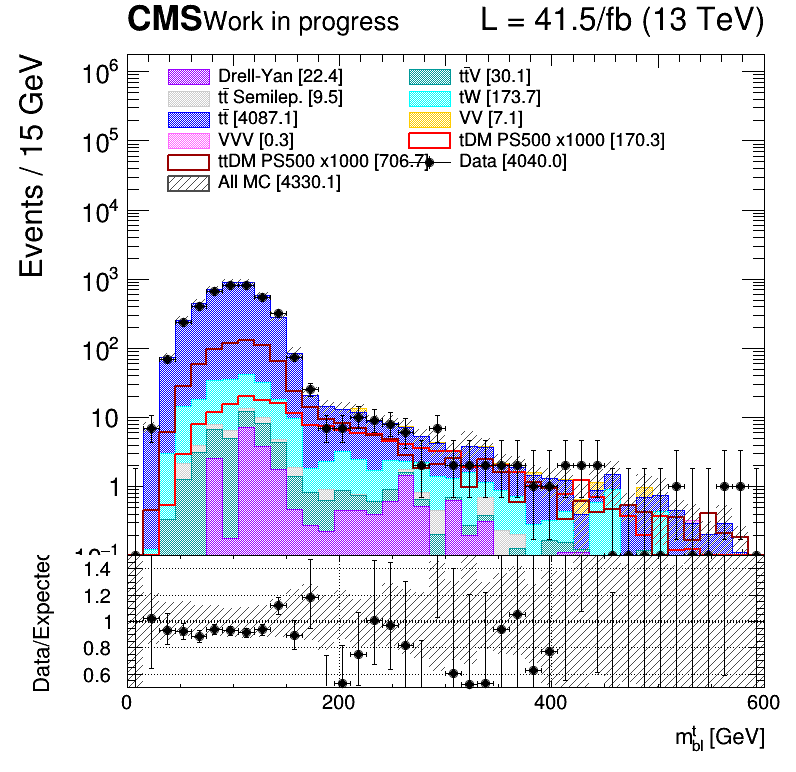 CMS Work in progress L = 41.5/fb (13 TeV)
Events / 15 GeV
10⁶
10⁵
10⁴
10³
10²
10
1
10⁻¹
Drell-Yan [22.4] tt̄V [30.1]
tt̄ Semilep. [9.5] tW [173.7]
tt̄ [4087.1] VV [7.1]
VVV [0.3] tDM PS500 x1000 [170.3]
ttDM PS500 x1000 [706.7] Data [4040.0]
All MC [4330.1]
Data/Expected
1.4
1.2
1
0.8
0.6
0 200 400 600
m_bl^t [GeV]